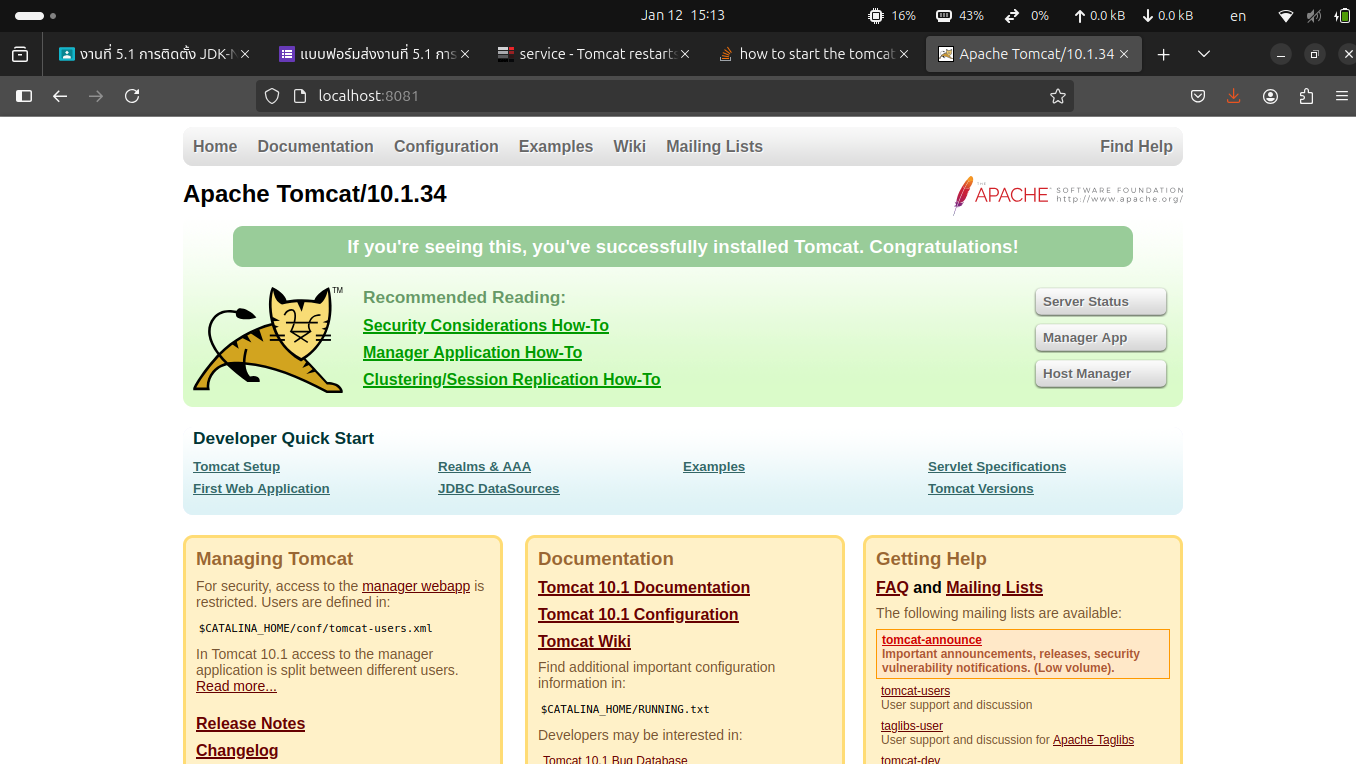 Jan 12 15:13
16%
43%
0%
0.0 kB
0.0 kB
en
งานที่ 5.1 การติดตั้ง JDK-N
แบบฟอร์มส่งงานที่ 5.1 กา
service - Tomcat restarts
how to start the tomcat
Apache Tomcat/10.1.34
localhost:8081
Home Documentation Configuration Examples Wiki Mailing Lists Find Help
Apache Tomcat/10.1.34
THE APACHE SOFTWARE FOUNDATION
http://www.apache.org/
If you're seeing this, you've successfully installed Tomcat. Congratulations!
TM
Recommended Reading:
Security Considerations How-To
Manager Application How-To
Clustering/Session Replication How-To
Server Status
Manager App
Host Manager
Developer Quick Start
Tomcat Setup
First Web Application
Realms & AAA
JDBC DataSources
Examples
Servlet Specifications
Tomcat Versions
Managing Tomcat
For security, access to the manager webapp is
restricted. Users are defined in:
$CATALINA_HOME/conf/tomcat-users.xml
In Tomcat 10.1 access to the manager
application is split between different users.
Read more...
Release Notes
Changelog
Documentation
Tomcat 10.1 Documentation
Tomcat 10.1 Configuration
Tomcat Wiki
Find additional important configuration
information in:
$CATALINA_HOME/RUNNING.txt
Developers may be interested in:
Tomcat 10.1 Bug Database
Getting Help
FAQ and Mailing Lists
The following mailing lists are available:
tomcat-announce
Important announcements, releases, security
vulnerability notifications. (Low volume).
tomcat-users
User support and discussion
taglibs-user
User support and discussion for Apache Taglibs
tomcat-dev